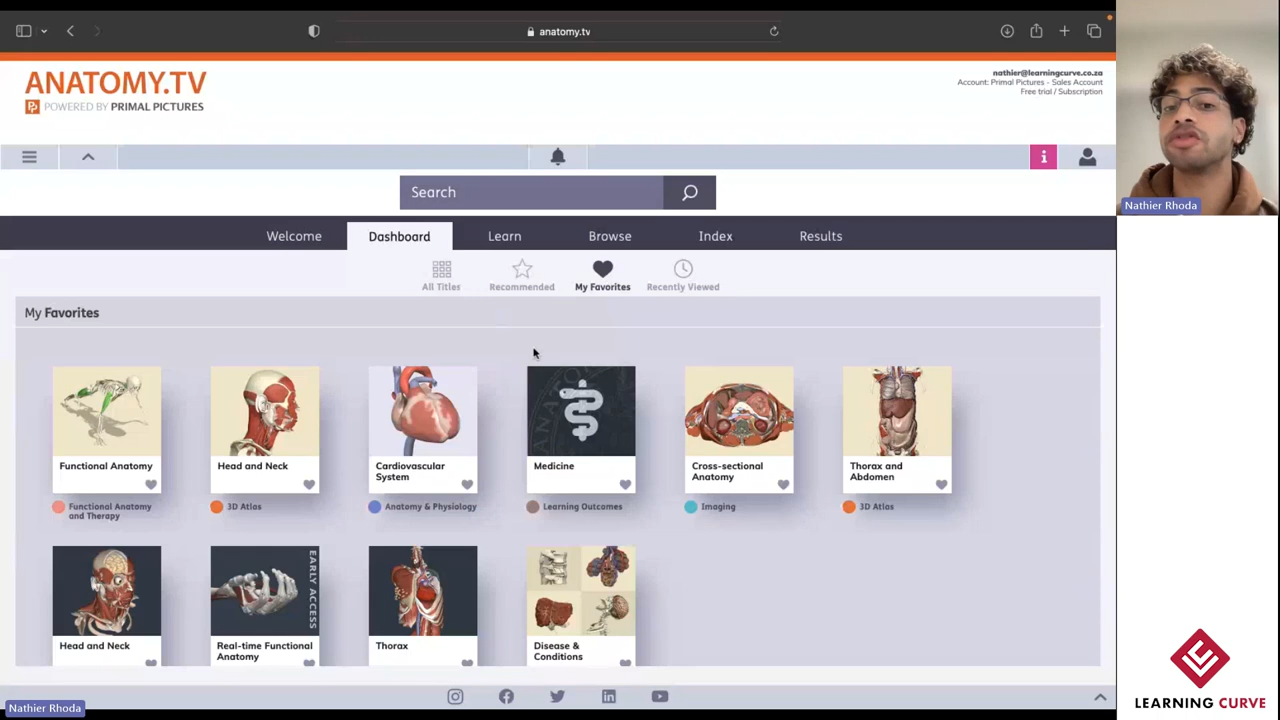 anatomy.tv
ANATOMY.TV
POWERED BY PRIMAL PICTURES
nathier@learningcurve.co.za
Account: Primal Pictures - Sales Account
Free trial / Subscription
Nathier Rhoda
Search
Welcome
Dashboard
Learn
Browse
Index
Results
All Titles
Recommended
My Favorites
Recently Viewed
My Favorites
Functional Anatomy
Functional Anatomy
and Therapy
Head and Neck
3D Atlas
Cardiovascular
System
Anatomy & Physiology
Medicine
Learning Outcomes
Cross-sectional
Anatomy
Imaging
Thorax and
Abdomen
3D Atlas
Head and Neck
EARLY ACCESS
Real-time Functional
Anatomy
Thorax
Disease &
Conditions
Nathier Rhoda
LEARNING CURVE